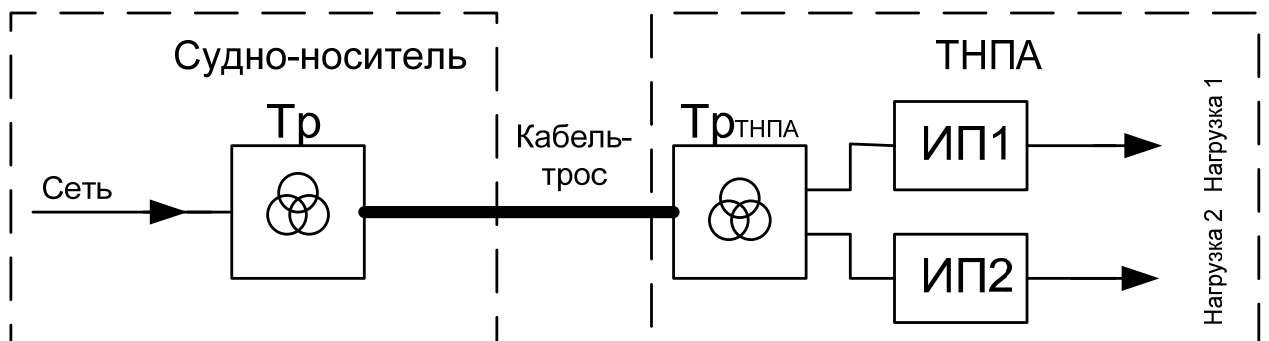 Судно-носитель
ТНПА
Тр
Кабель-
трос
ТрТНПА
ИП1
Нагрузка 1
Сеть
ИП2
Нагрузка 2